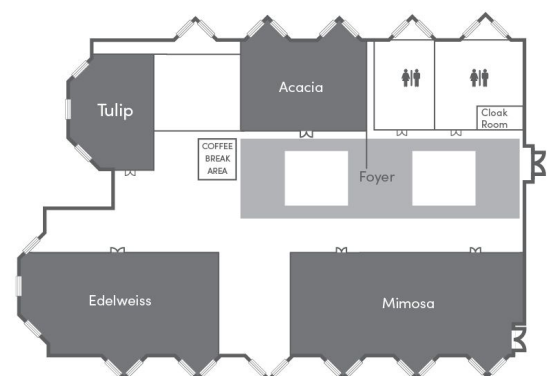 Tulip
Acacia
Cloak
Room
COFFEE
BREAK
AREA
Foyer
Edelweiss
Mimosa